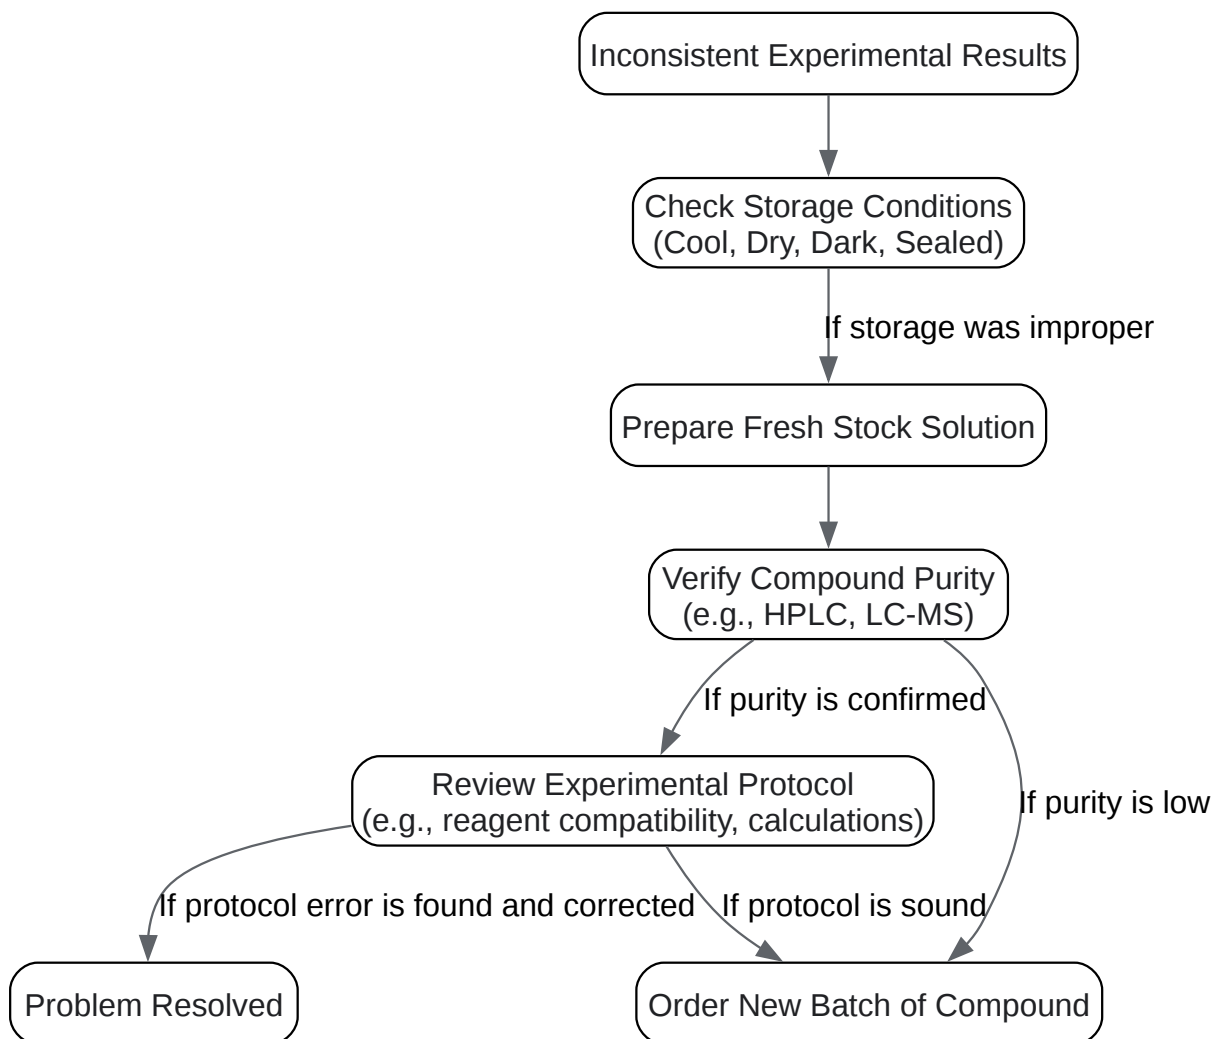 Inconsistent Experimental Results
Check Storage Conditions
(Cool, Dry, Dark, Sealed)
If storage was improper
Prepare Fresh Stock Solution
Verify Compound Purity
(e.g., HPLC, LC-MS)
If purity is confirmed
Review Experimental Protocol
(e.g., reagent compatibility, calculations)
If purity is low
If protocol error is found and corrected
If protocol is sound
Problem Resolved
Order New Batch of Compound